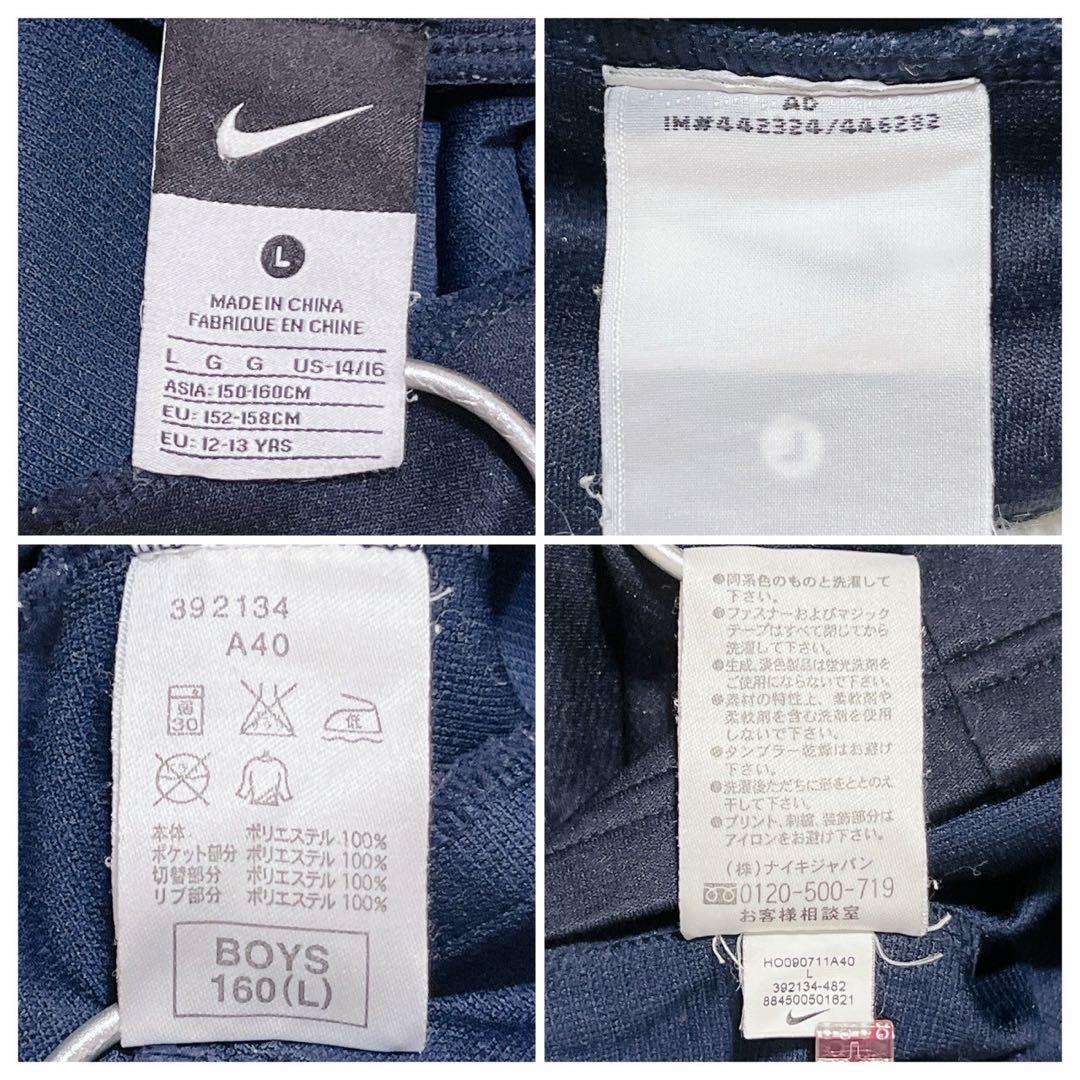 L
MADE IN CHINA
FABRIQUE EN CHINE
L G G US-14/16
ASIA: 150-160CM
EU: 152-158CM
EU: 12-13 YRS
AD
IM#442324/446282
L
392134
A40
弱
30
低
本体 ポリエステル 100%
ポケット部分 ポリエステル 100%
切替部分 ポリエステル 100%
リブ部分 ポリエステル 100%
BOYS
160(L)
●同系色のものと洗濯して
下さい。
●ファスナーおよびマジック
テープはすべて閉じてから
洗濯して下さい。
●生成、淡色製品は蛍光洗剤を
ご使用にならないで下さい。
●素材の特性上、柔軟剤や
柔軟剤を含む洗剤を使用
しないで下さい。
●タンブラー乾燥はお避け
下さい。
●洗濯後ただちに形をととのえ、
干して下さい。
●プリント、刺繍、装飾部分は
アイロンをお避け下さい。
(株)ナイキジャパン
0120-500-719
お客様相談室
HO090711A40
L
392134-482
884500501621